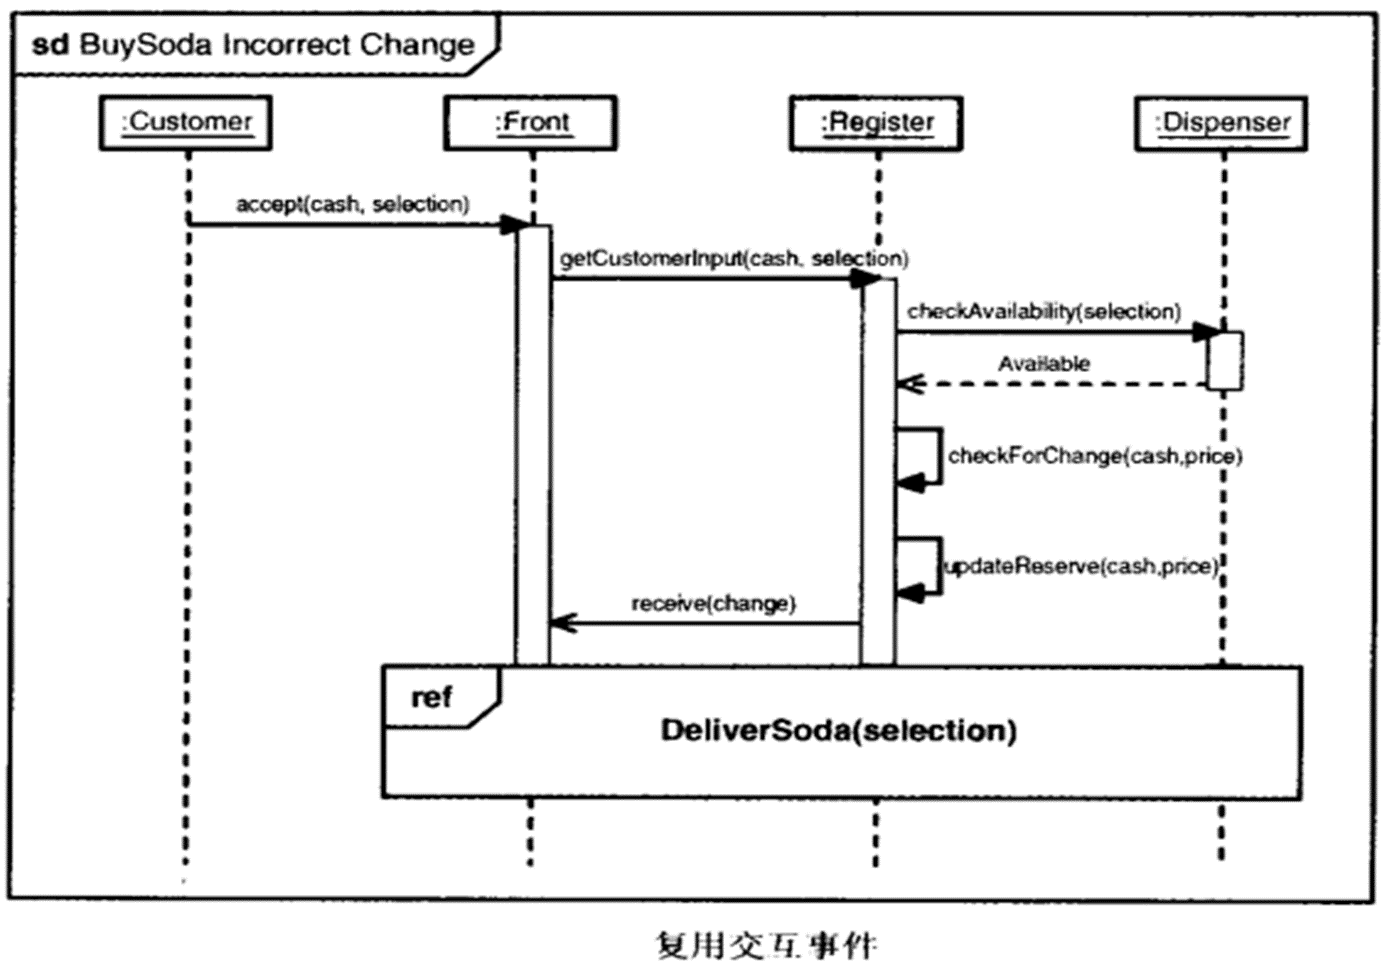 sd BuySoda Incorrect Change
:Customer
:Front
:Register
:Dispenser
accept(cash, selection)
getCustomerInput(cash, selection)
checkAvailability(selection)
Available
checkForChange(cash,price)
updateReserve(cash,price)
receive(change)
ref
DeliverSoda(selection)
复用交互事件